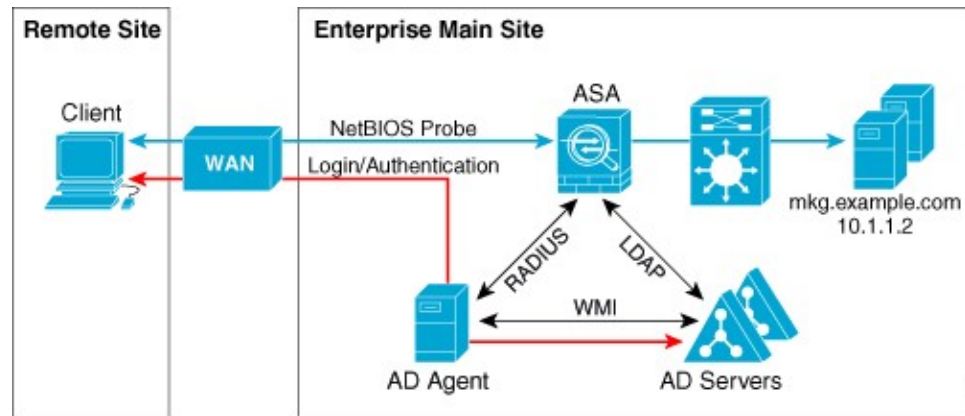 Remote Site
Enterprise Main Site
Client
ASA
NetBIOS Probe
WAN
Login/Authentication
mkg.example.com
10.1.1.2
RADIUS
LDAP
WMI
AD Agent
AD Servers